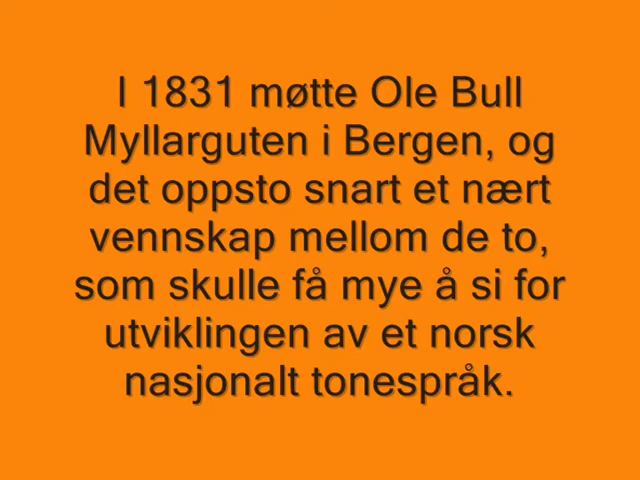 I 1831 møtte Ole Bull
Myllarguten i Bergen, og
det oppsto snart et nært
vennskap mellom de to,
som skulle få mye å si for
utviklingen av et norsk
nasjonalt tonespråk.